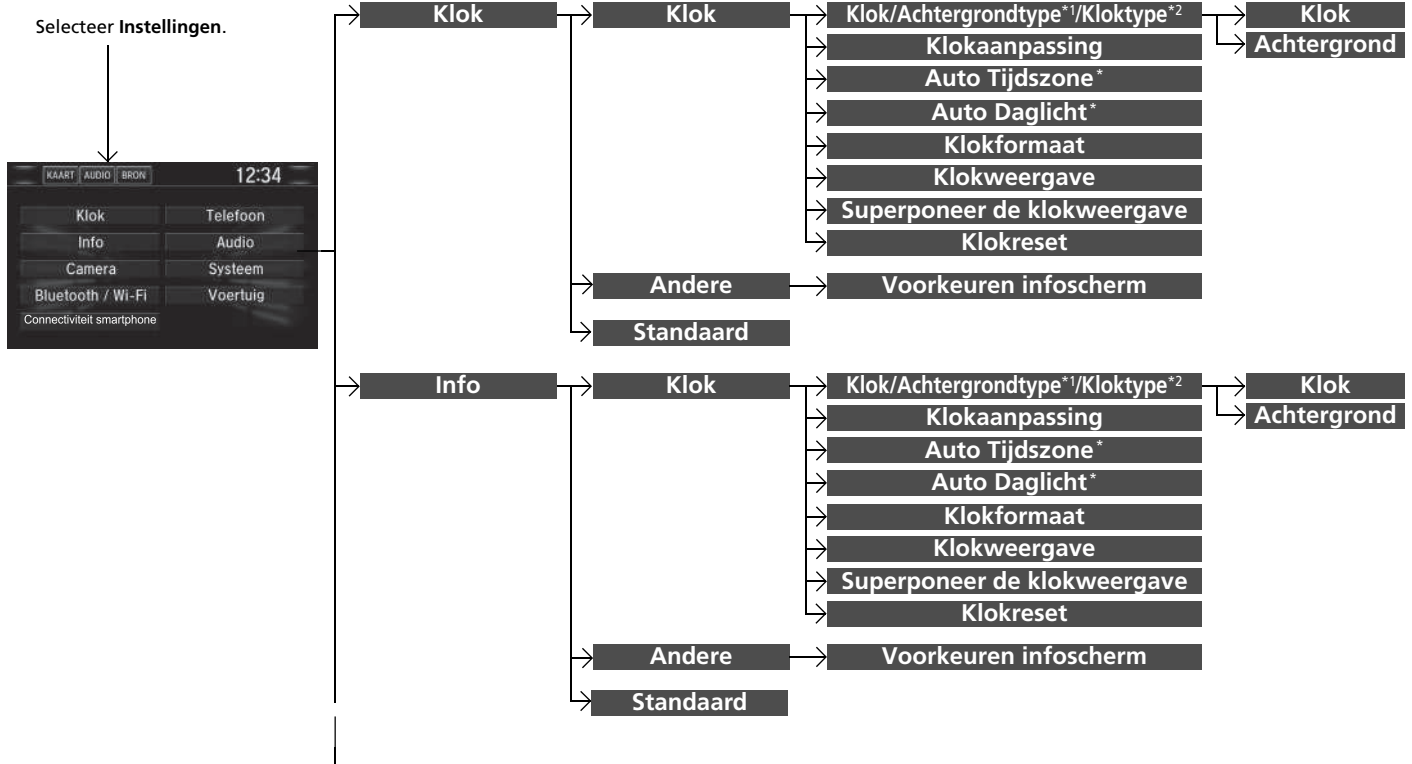 Selecteer Instellingen.
KAART AUDIO BRON 12:34
Klok Telefoon
Info Audio
Camera Systeem
Bluetooth / Wi-Fi Voertuig
Connectiviteit smartphone
Klok
Klok
Klok/Achtergrondtype*1/Kloktype*2
Klok
Achtergrond
Klokaanpassing
Auto Tijdszone*
Auto Daglicht*
Klokformaat
Klokweergave
Superponeer de klokweergave
Klokreset
Andere
Voorkeuren infoscherm
Standaard
Info
Klok
Klok/Achtergrondtype*1/Kloktype*2
Klok
Achtergrond
Klokaanpassing
Auto Tijdszone*
Auto Daglicht*
Klokformaat
Klokweergave
Superponeer de klokweergave
Klokreset
Andere
Voorkeuren infoscherm
Standaard